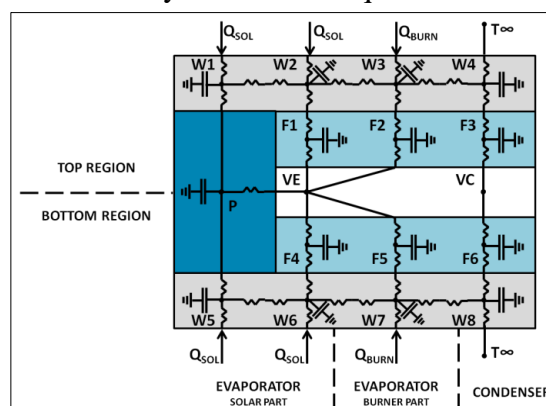 Q_SOL Q_SOL Q_BURN T∞
W1 W2 W3 W4
F1 F2 F3
TOP REGION
VE VC
P
BOTTOM REGION
F4 F5 F6
W5 W6 W7 W8
Q_SOL Q_SOL Q_BURN T∞
EVAPORATOR EVAPORATOR CONDENSER
SOLAR PART BURNER PART